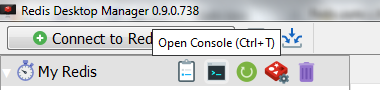 Redis Desktop Manager 0.9.0.738
Connect to Red
Open Console (Ctrl+T)
My Redis